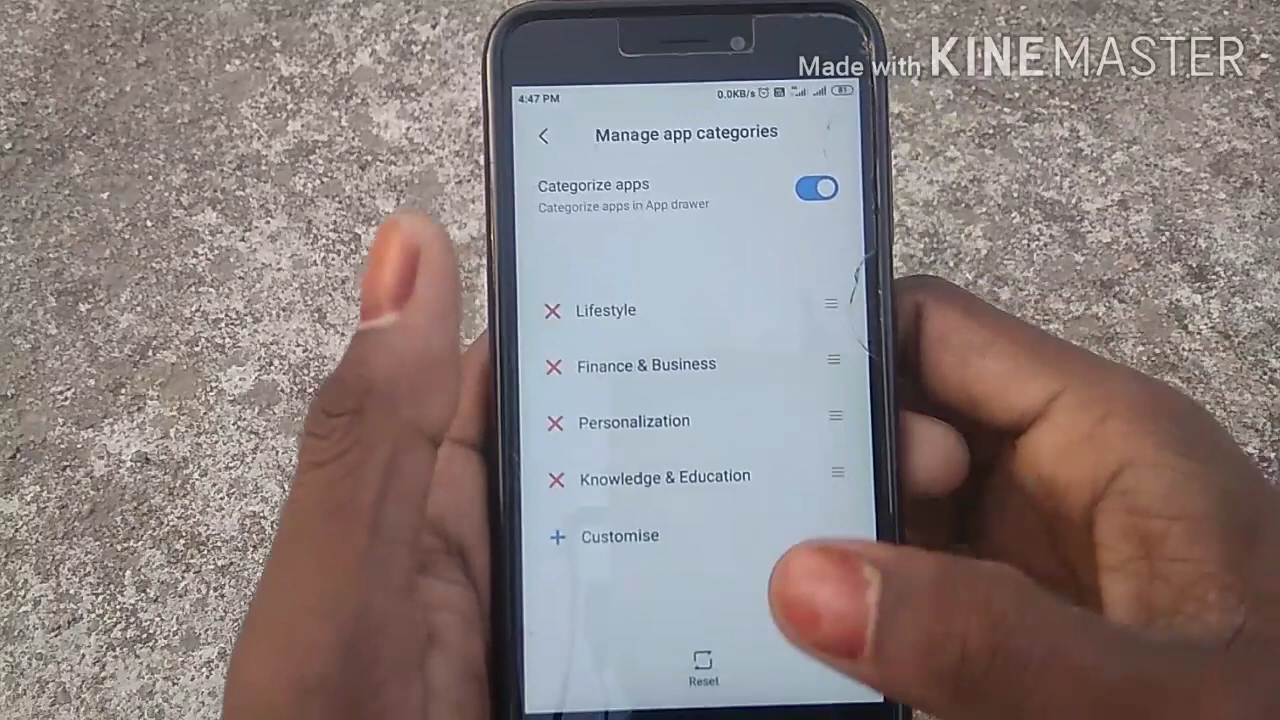 Made with KINEMASTER
4:47 PM
0.0KB/s
81
Manage app categories
Categorize apps
Categorize apps in App drawer
Lifestyle
Finance & Business
Personalization
Knowledge & Education
Customise
Reset